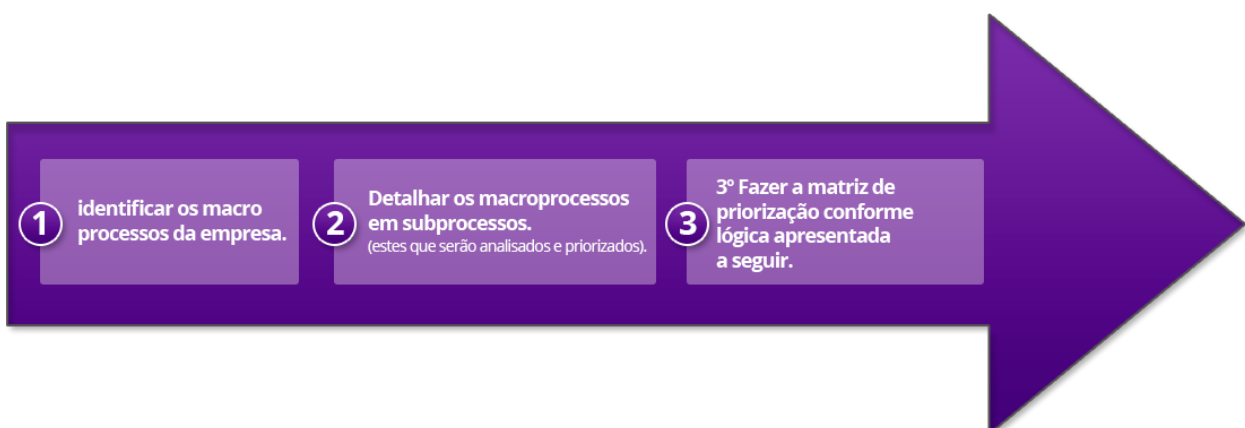 1
identificar os macro
processos da empresa.
2
Detalhar os macroprocessos
em subprocessos.
(estes que serão analisados e priorizados).
3
3º Fazer a matriz de
priorização conforme
lógica apresentada
a seguir.